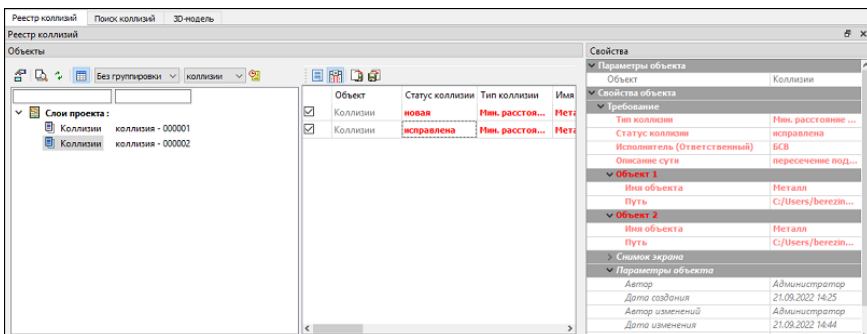 Реестр коллизий Поиск коллизий 3D-модель
Реестр коллизий
Объекты
Без группировки коллизии
Слои проекта :
Коллизии коллизия - 000001
Коллизии коллизия - 000002
Объект Статус коллизии Тип коллизии Имя
Коллизии новая Мин. расстоя... Мета
Коллизии исправлена Мин. расстоя... Мета
Свойства
Параметры объекта
Объект Коллизии
Свойства объекта
Требование
Тип коллизии Мин. расстояние ...
Статус коллизии исправлена
Исполнитель (Ответственный) БСВ
Описание сути пересечение под...
Объект 1
Имя объекта Металл
Путь C:/Users/berezin...
Объект 2
Имя объекта Металл
Путь C:/Users/berezin...
Снимок экрана
Параметры объекта
Автор Администратор
Дата создания 21.09.2022 14:25
Автор изменений Администратор
Дата изменения 21.09.2022 14:44